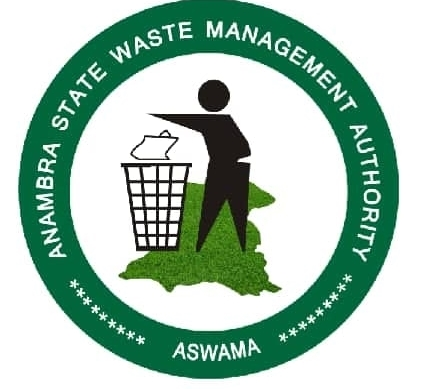 ANAMBRA STATE WASTE MANAGEMENT AUTHORITY
********* ASWAMA *********